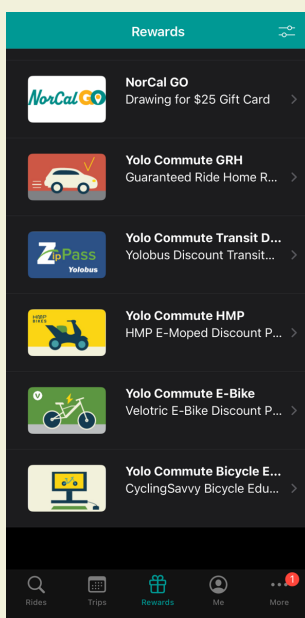 Rewards
NorCal GO
NorCal GO
Drawing for $25 Gift Card
Yolo Commute GRH
Guaranteed Ride Home R...
ZipPass
Yolobus
Yolo Commute Transit D...
Yolobus Discount Transit...
HMP
BIKES
Yolo Commute HMP
HMP E-Moped Discount P...
V
Yolo Commute E-Bike
Velotric E-Bike Discount P...
Yolo Commute Bicycle E...
CyclingSavvy Bicycle Edu...
1
Rides
Trips
Rewards
Me
More